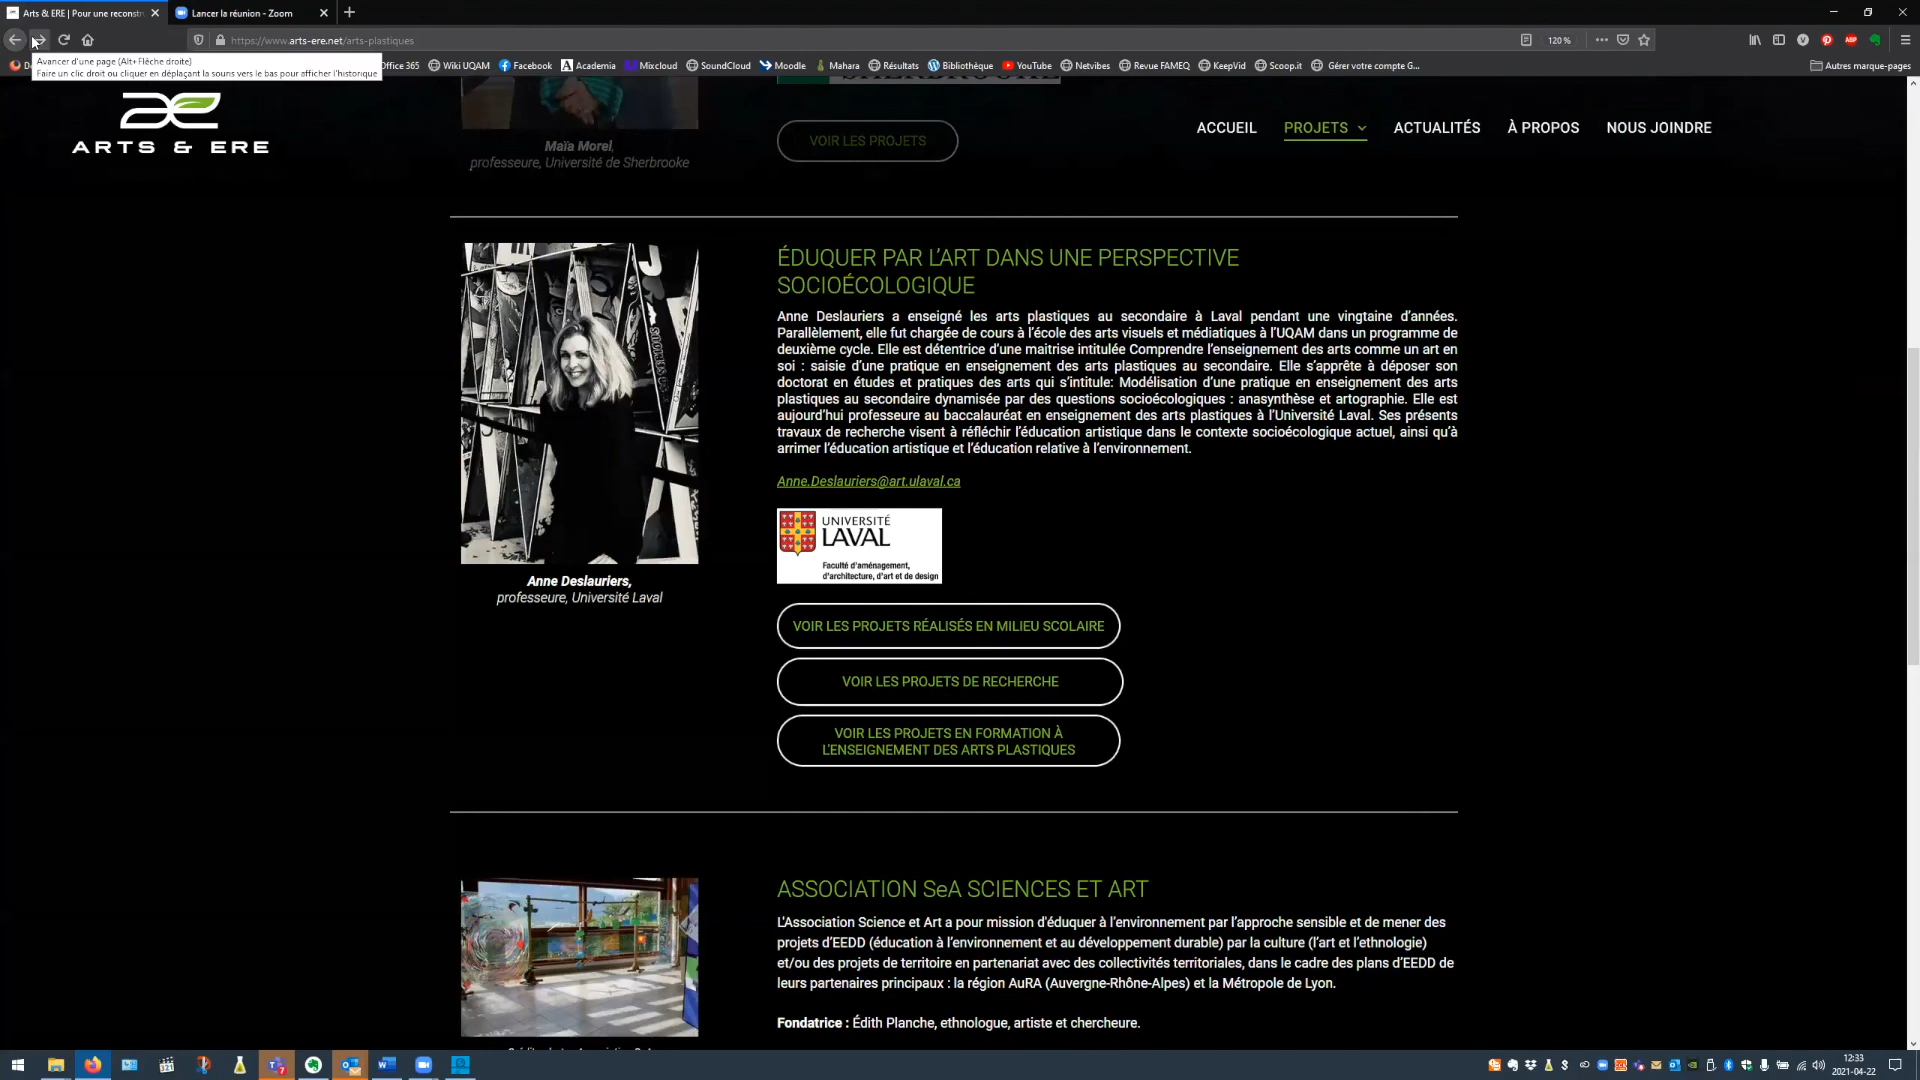 Arts & ERE | Pour une reconstru
Lancer la réunion - Zoom
https://www.arts-ere.net/arts-plastiques
120 %
Avancer d'une page (Alt+Flèche droite)
Faire un clic droit ou cliquer en déplaçant la souris vers le bas pour afficher l'historique
Office 365
Wiki UQAM
Facebook
Academia
Mixcloud
SoundCloud
Moodle
Mahara
Résultats
Bibliothèque
YouTube
Netvibes
Revue FAMEQ
KeepVid
Scoop.it
Gérer votre compte G...
Autres marque-pages
ARTS & ERE
ACCUEIL
PROJETS
ACTUALITÉS
À PROPOS
NOUS JOINDRE
VOIR LES PROJETS
Maïa Morel,
professeure, Université de Sherbrooke
ÉDUQUER PAR L'ART DANS UNE PERSPECTIVE
SOCIOÉCOLOGIQUE
Anne Deslauriers a enseigné les arts plastiques au secondaire à Laval pendant une vingtaine d'années.
Parallèlement, elle fut chargée de cours à l'école des arts visuels et médiatiques à l'UQAM dans un programme de
deuxième cycle. Elle est détentrice d'une maitrise intitulée Comprendre l'enseignement des arts comme un art en
soi : saisie d'une pratique en enseignement des arts plastiques au secondaire. Elle s'apprête à déposer son
doctorat en études et pratiques des arts qui s'intitule: Modélisation d'une pratique en enseignement des arts
plastiques au secondaire dynamisée par des questions socioécologiques : anasynthèse et artographie. Elle est
aujourd'hui professeure au baccalauréat en enseignement des arts plastiques à l'Université Laval. Ses présents
travaux de recherche visent à réfléchir l'éducation artistique dans le contexte socioécologique actuel, ainsi qu'à
arrimer l'éducation artistique et l'éducation relative à l'environnement.
Anne.Deslauriers@art.ulaval.ca
UNIVERSITÉ
LAVAL
Faculté d'aménagement,
d'architecture, d'art et de design
Anne Deslauriers,
professeure, Université Laval
VOIR LES PROJETS RÉALISÉS EN MILIEU SCOLAIRE
VOIR LES PROJETS DE RECHERCHE
VOIR LES PROJETS EN FORMATION À
L'ENSEIGNEMENT DES ARTS PLASTIQUES
ASSOCIATION SeA SCIENCES ET ART
L'Association Science et Art a pour mission d'éduquer à l'environnement par l'approche sensible et de mener des
projets d'EEDD (éducation à l'environnement et au développement durable) par la culture (l'art et l'ethnologie)
et/ou des projets de territoire en partenariat avec des collectivités territoriales, dans le cadre des plans d'EEDD de
leurs partenaires principaux : la région AuRA (Auvergne-Rhône-Alpes) et la Métropole de Lyon.
Fondatrice : Édith Planche, ethnologue, artiste et chercheure.
12:33
2021-04-22